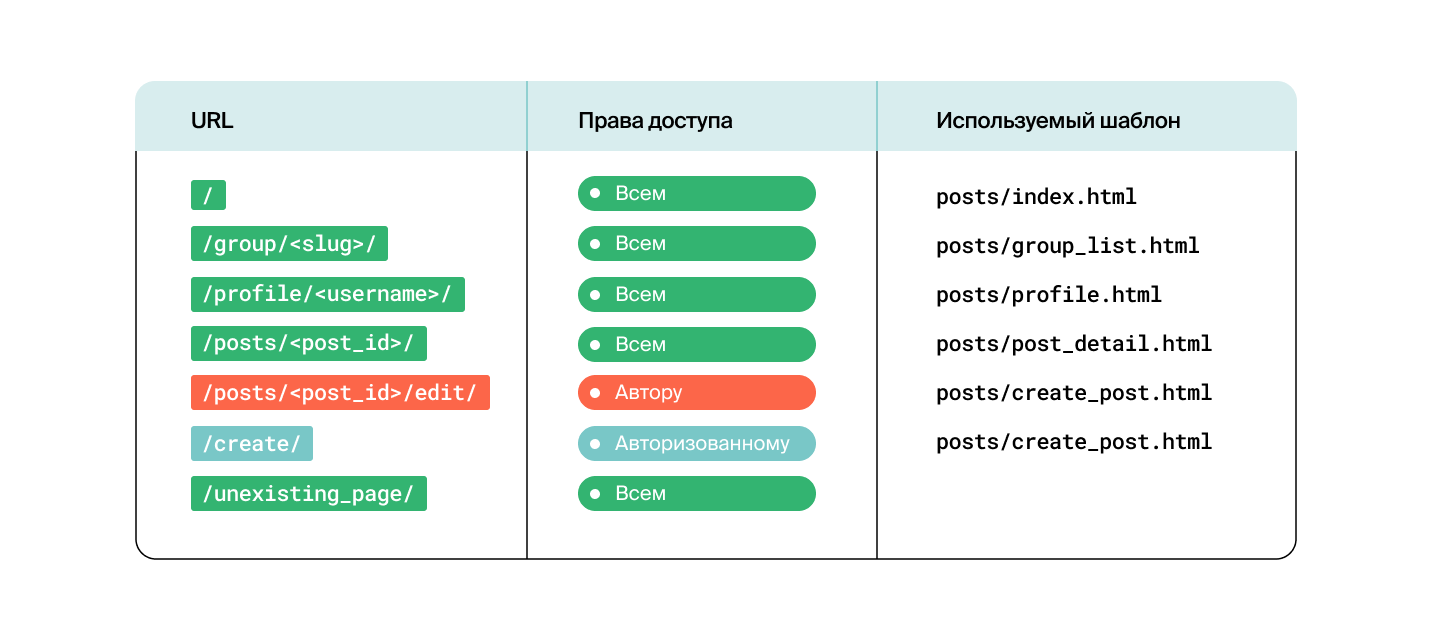 URL Права доступа Используемый шаблон
/ Всем posts/index.html
/group/<slug>/ Всем posts/group_list.html
/profile/<username>/ Всем posts/profile.html
/posts/<post_id>/ Всем posts/post_detail.html
/posts/<post_id>/edit/ Автору posts/create_post.html
/create/ Авторизованному posts/create_post.html
/unexisting_page/ Всем